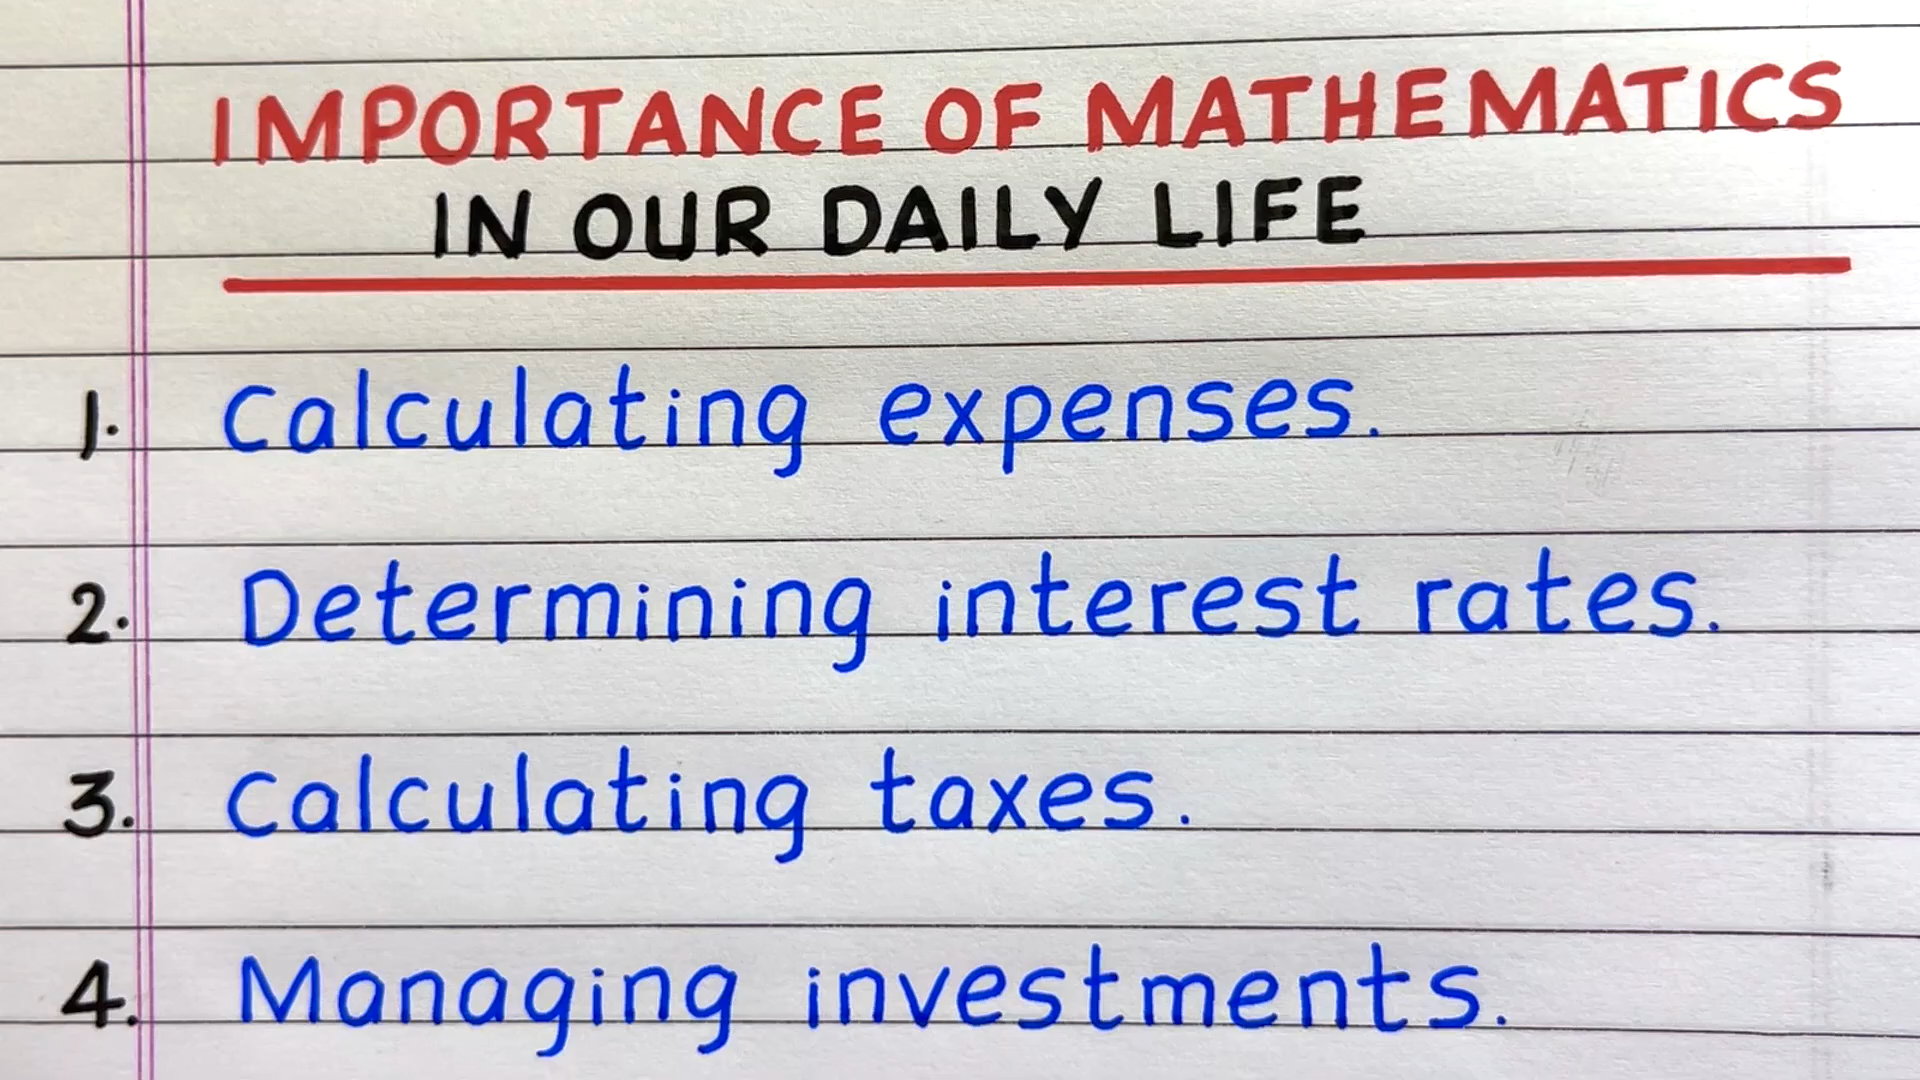 IMPORTANCE OF MATHEMATICS
IN OUR DAILY LIFE
1. Calculating expenses.
2. Determining interest rates.
3. Calculating taxes.
4. Managing investments.